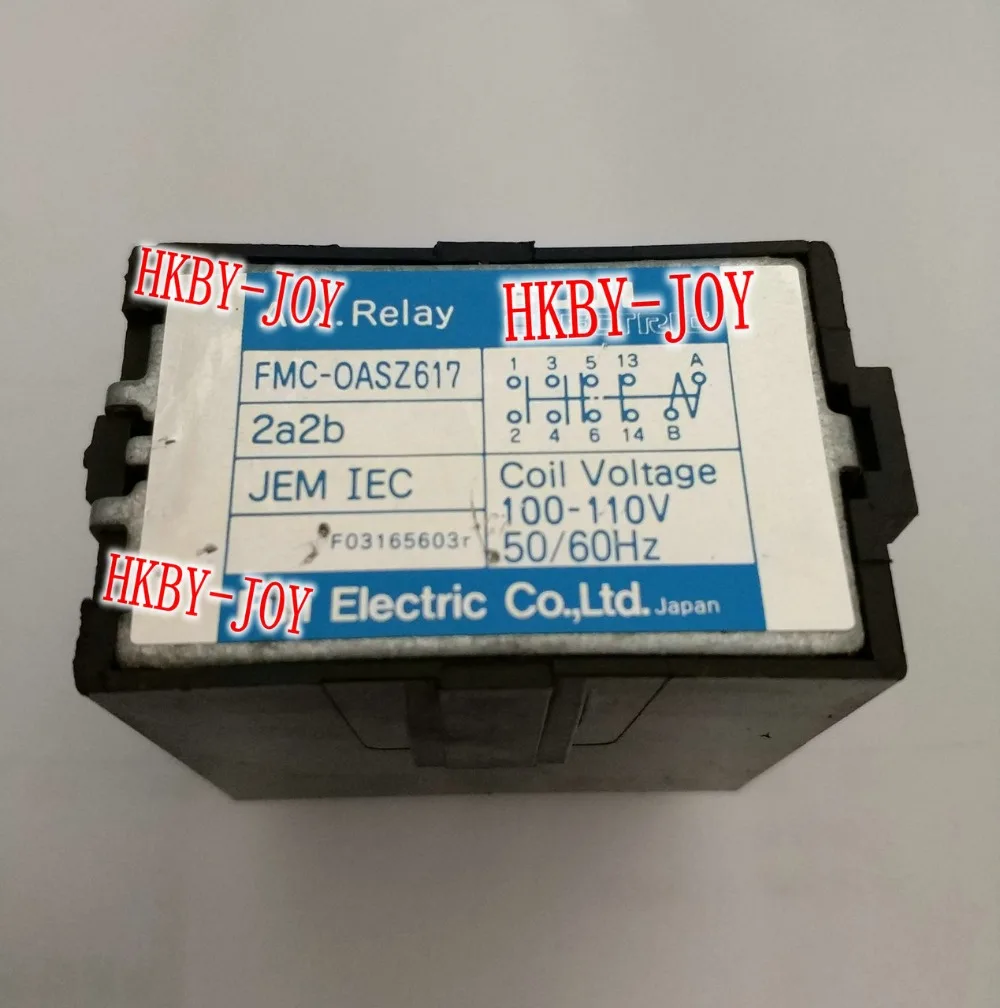 HKBY-JOY
HKBY-JOY
Relay
FMC-0ASZ617
1 3 5 13 A
2a2b
2 4 6 14 B
JEM IEC
Coil Voltage
100-110V
F03165603r
50/60Hz
HKBY-JOY
Electric Co.,Ltd. Japan